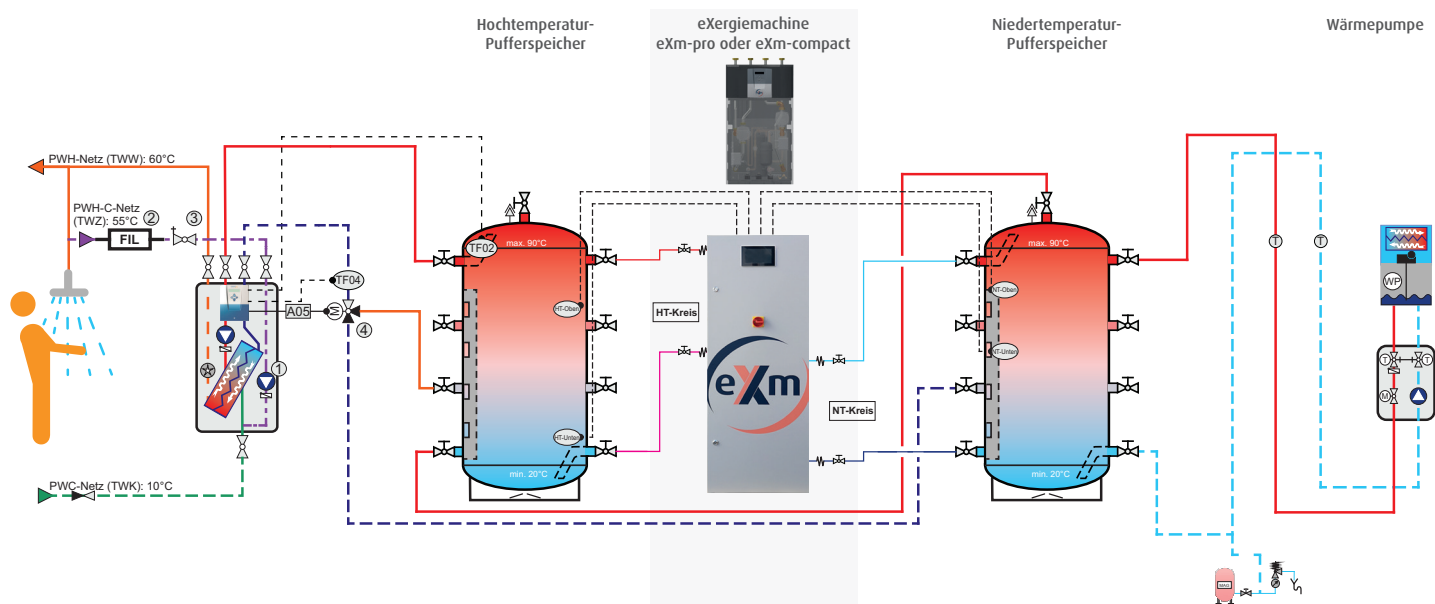 Hochtemperatur-
Pufferspeicher
eXergiemachine
eXm-pro oder eXm-compact
Niedertemperatur-
Pufferspeicher
Wärmepumpe
PWH-Netz (TWW): 60°C
PWH-C-Netz
(TWZ): 55°C
2
3
FIL
TF02
max. 90°C
max. 90°C
T
T
TF04
A05
M
4
HT-Oben
HT-Kreis
NT-Oben
WP
NT-Unten
1
eXm
T
T
M
NT-Kreis
HT-Unten
min. 20°C
min. 20°C
PWC-Netz (TWK): 10°C
MAG